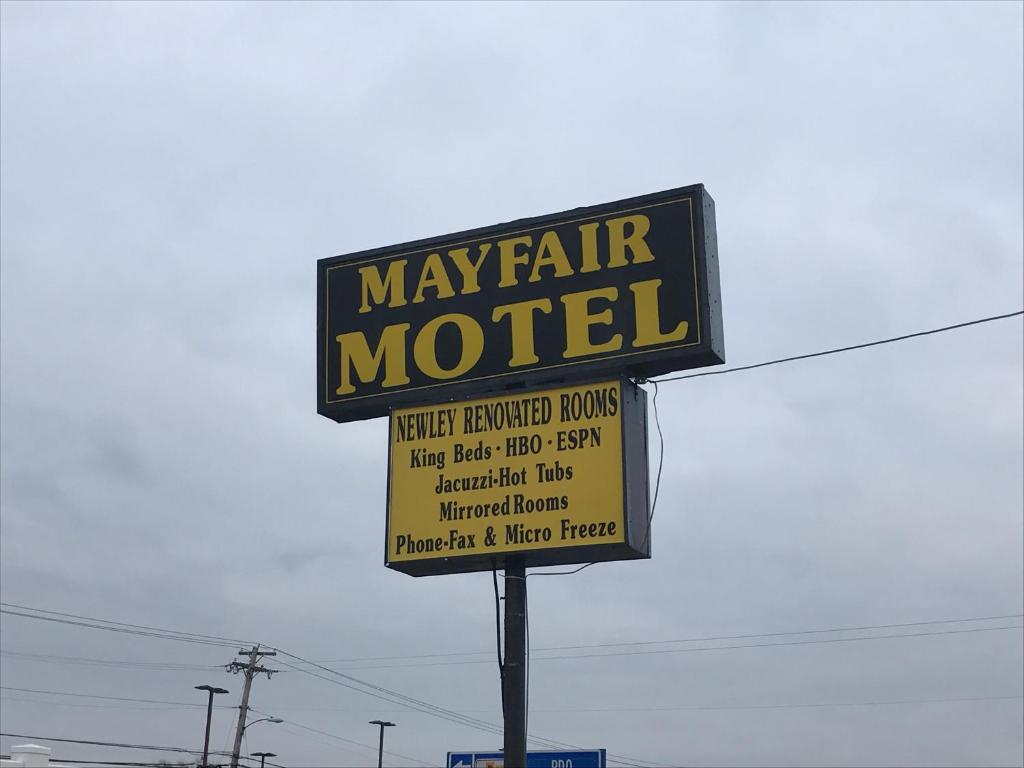 MAYFAIR
MOTEL
NEWLEY RENOVATED ROOMS
King Beds · HBO · ESPN
Jacuzzi-Hot Tubs
Mirrored Rooms
Phone-Fax & Micro Freeze